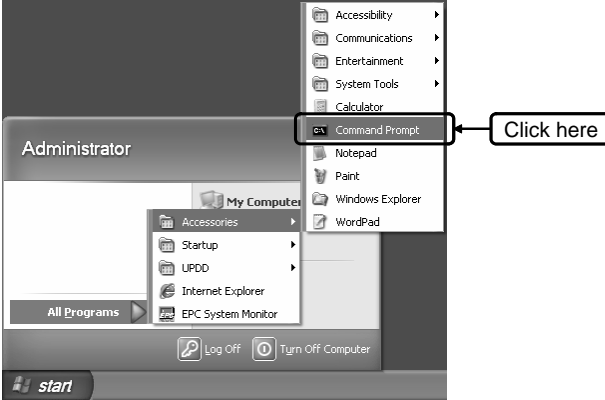 Accessibility
Communications
Entertainment
System Tools
Calculator
Command Prompt
Click here
Notepad
Paint
Windows Explorer
WordPad
Administrator
My Computer
Accessories
Startup
UPDD
Internet Explorer
EPC System Monitor
All Programs
Log Off
Turn Off Computer
start